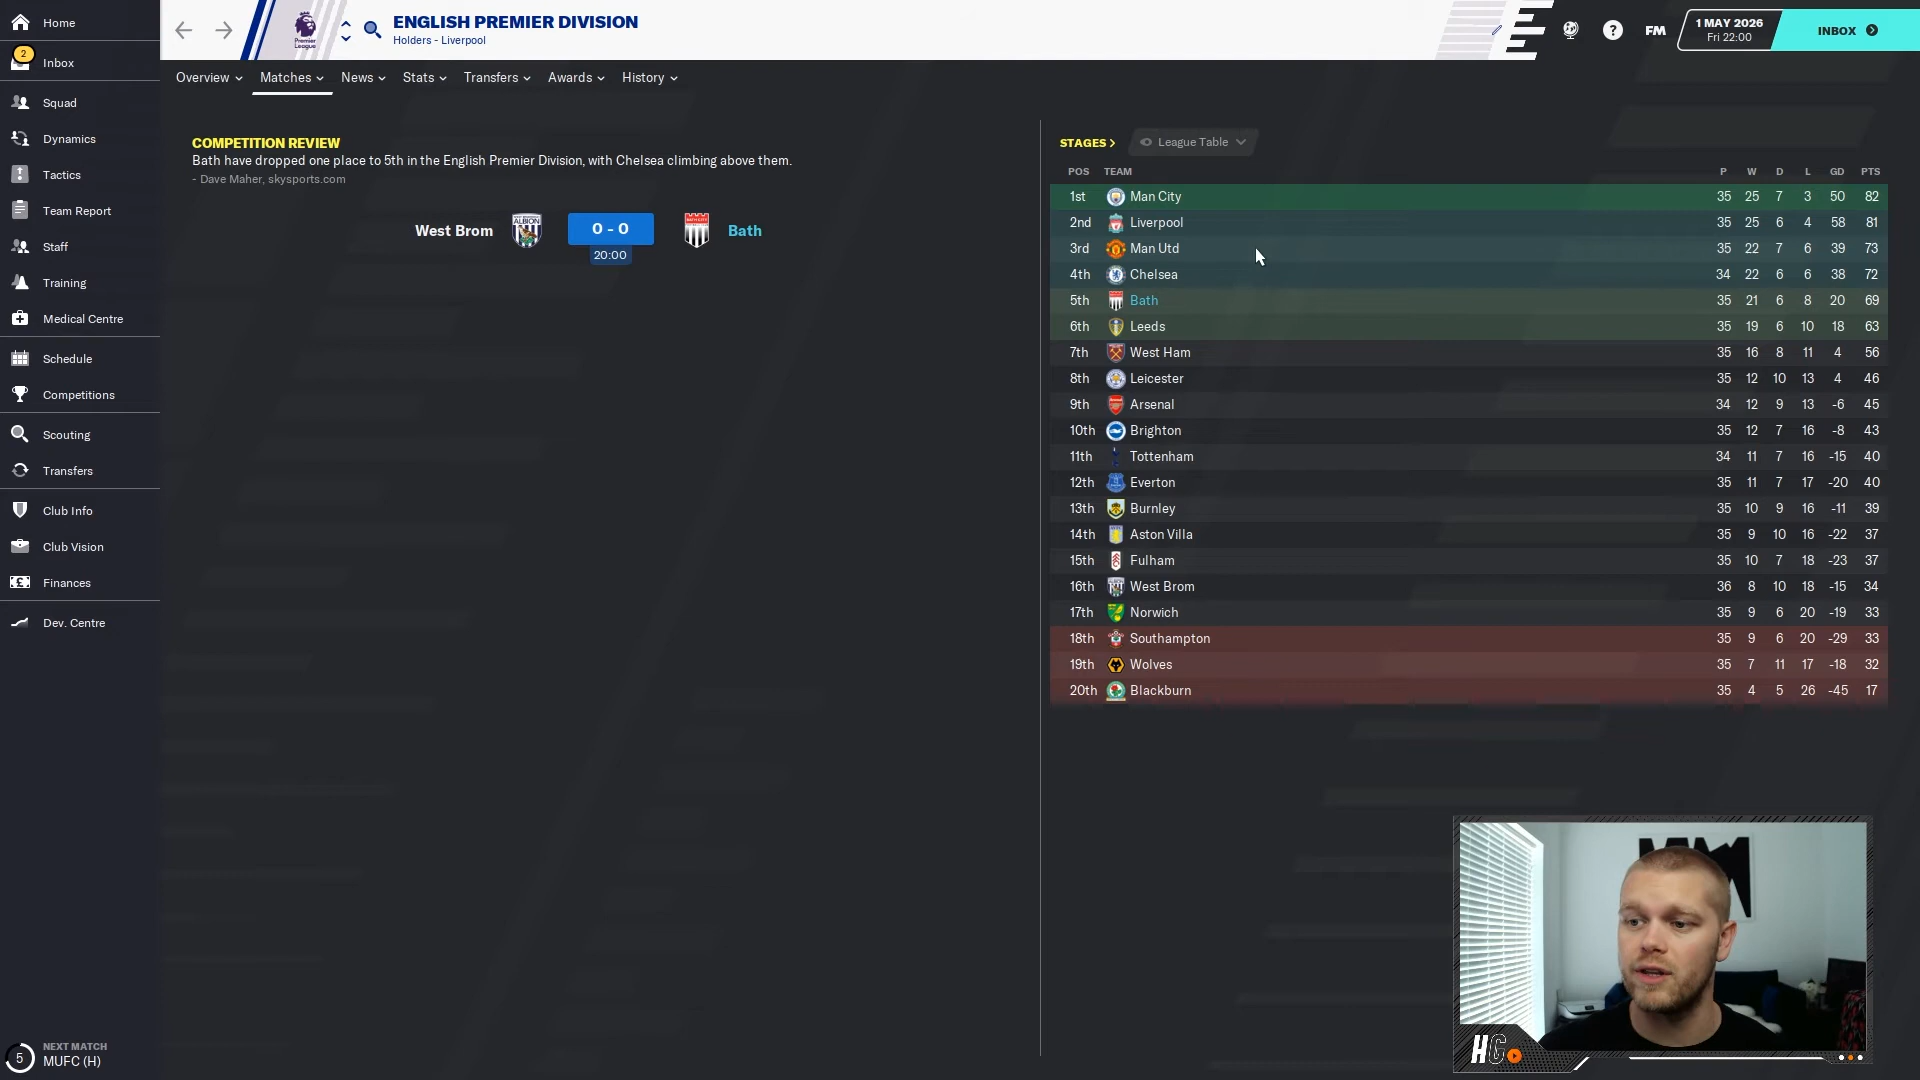 Home
2
Inbox
Squad
Dynamics
Tactics
Team Report
Staff
Training
Medical Centre
Schedule
Competitions
Scouting
Transfers
Club Info
Club Vision
Finances
Dev. Centre
5
NEXT MATCH
MUFC (H)
Premier League
ENGLISH PREMIER DIVISION
Holders - Liverpool
?
FM
1 MAY 2026
Fri 22:00
INBOX
Overview Matches News Stats Transfers Awards History
COMPETITION REVIEW
Bath have dropped one place to 5th in the English Premier Division, with Chelsea climbing above them.
- Dave Maher, skysports.com
West Brom 0 - 0 Bath
20:00
STAGES > League Table
POS TEAM P W D L GD PTS
1st Man City 35 25 7 3 50 82
2nd Liverpool 35 25 6 4 58 81
3rd Man Utd 35 22 7 6 39 73
4th Chelsea 34 22 6 6 38 72
5th Bath 35 21 6 8 20 69
6th Leeds 35 19 6 10 18 63
7th West Ham 35 16 8 11 4 56
8th Leicester 35 12 10 13 4 46
9th Arsenal 34 12 9 13 -6 45
10th Brighton 35 12 7 16 -8 43
11th Tottenham 34 11 7 16 -15 40
12th Everton 35 11 7 17 -20 40
13th Burnley 35 10 9 16 -11 39
14th Aston Villa 35 9 10 16 -22 37
15th Fulham 35 10 7 18 -23 37
16th West Brom 36 8 10 18 -15 34
17th Norwich 35 9 6 20 -19 33
18th Southampton 35 9 6 20 -29 33
19th Wolves 35 7 11 17 -18 32
20th Blackburn 35 4 5 26 -45 17
HG